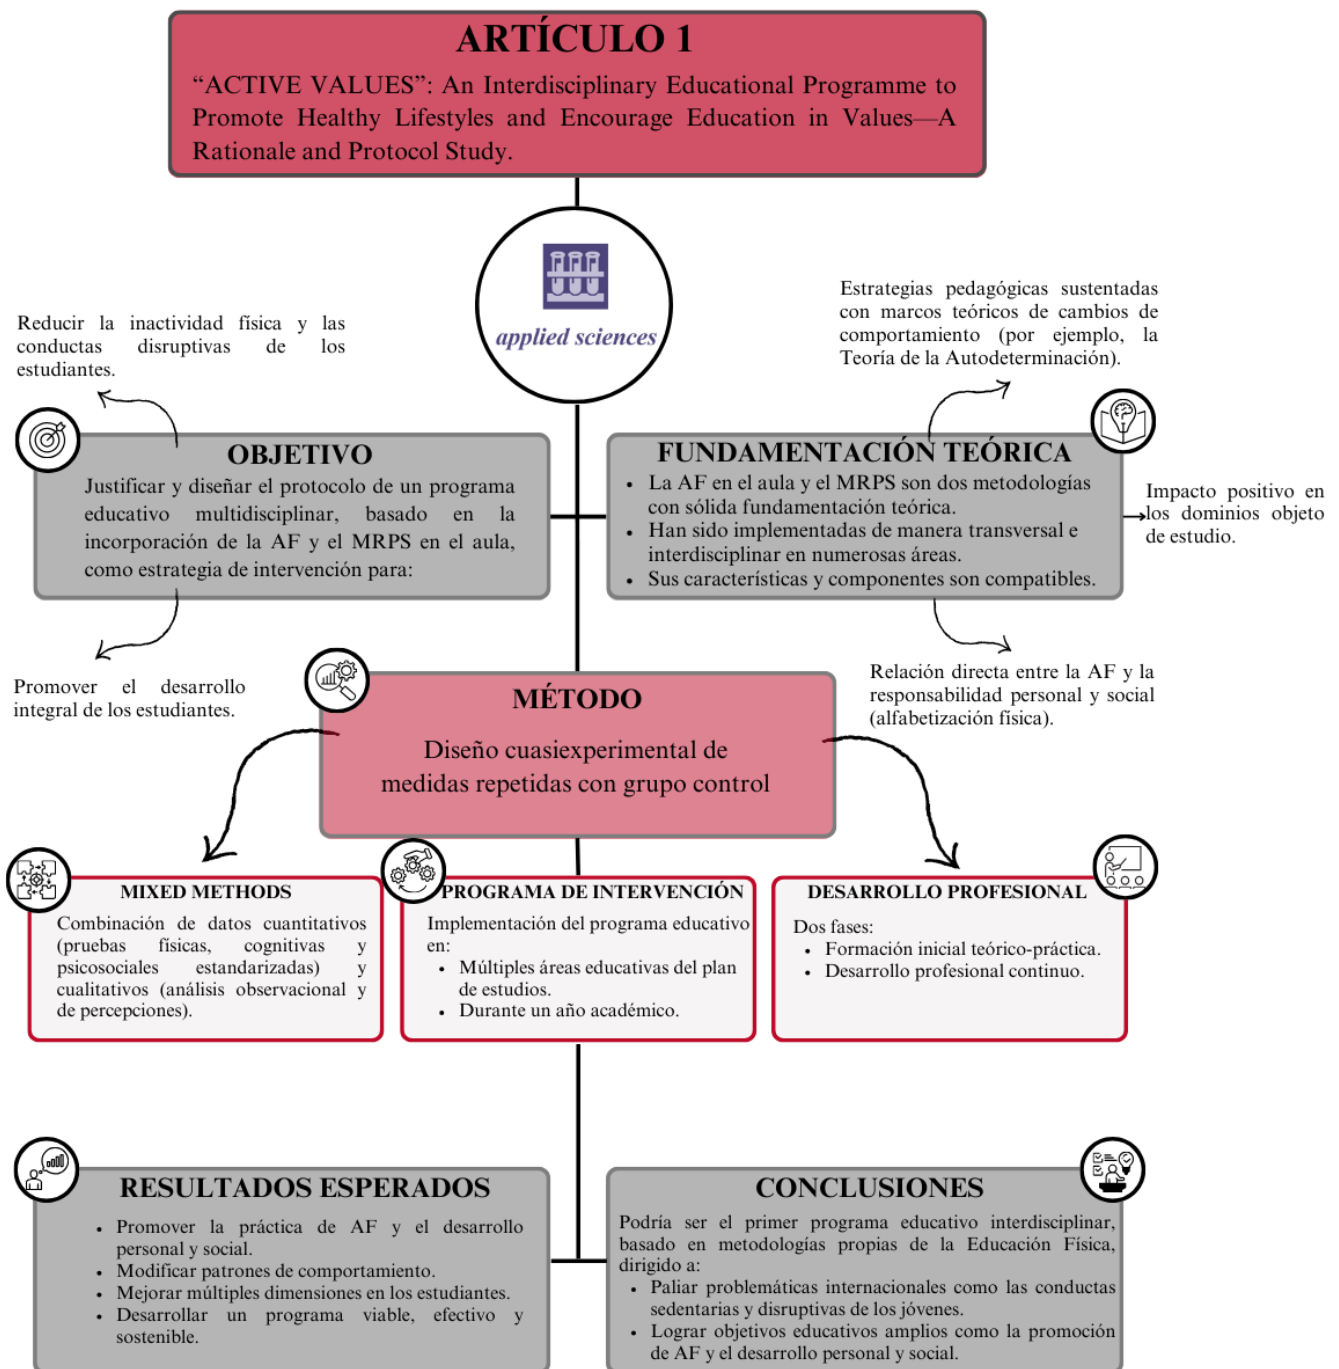 ARTÍCULO 1
“ACTIVE VALUES”: An Interdisciplinary Educational Programme to
Promote Healthy Lifestyles and Encourage Education in Values—A
Rationale and Protocol Study.
applied sciences
Reducir la inactividad física y las
conductas disruptivas de los
estudiantes.
Estrategias pedagógicas sustentadas
con marcos teóricos de cambios de
comportamiento (por ejemplo, la
Teoría de la Autodeterminación).
OBJETIVO
Justificar y diseñar el protocolo de un programa
educativo multidisciplinar, basado en la
incorporación de la AF y el MRPS en el aula,
como estrategia de intervención para:
FUNDAMENTACIÓN TEÓRICA
• La AF en el aula y el MRPS son dos metodologías
con sólida fundamentación teórica.
• Han sido implementadas de manera transversal e
interdisciplinar en numerosas áreas.
• Sus características y componentes son compatibles.
Impacto positivo en
los dominios objeto
de estudio.
Promover el desarrollo
integral de los estudiantes.
Relación directa entre la AF y la
responsabilidad personal y social
(alfabetización física).
MÉTODO
Diseño cuasiexperimental de
medidas repetidas con grupo control
MIXED METHODS
Combinación de datos cuantitativos
(pruebas físicas, cognitivas y
psicosociales estandarizadas) y
cualitativos (análisis observacional y
de percepciones).
PROGRAMA DE INTERVENCIÓN
Implementación del programa educativo
en:
• Múltiples áreas educativas del plan
de estudios.
• Durante un año académico.
DESARROLLO PROFESIONAL
Dos fases:
• Formación inicial teórico-práctica.
• Desarrollo profesional continuo.
RESULTADOS ESPERADOS
• Promover la práctica de AF y el desarrollo
personal y social.
• Modificar patrones de comportamiento.
• Mejorar múltiples dimensiones en los estudiantes.
• Desarrollar un programa viable, efectivo y
sostenible.
CONCLUSIONES
Podría ser el primer programa educativo interdisciplinar,
basado en metodologías propias de la Educación Física,
dirigido a:
• Paliar problemáticas internacionales como las conductas
sedentarias y disruptivas de los jóvenes.
• Lograr objetivos educativos amplios como la promoción
de AF y el desarrollo personal y social.